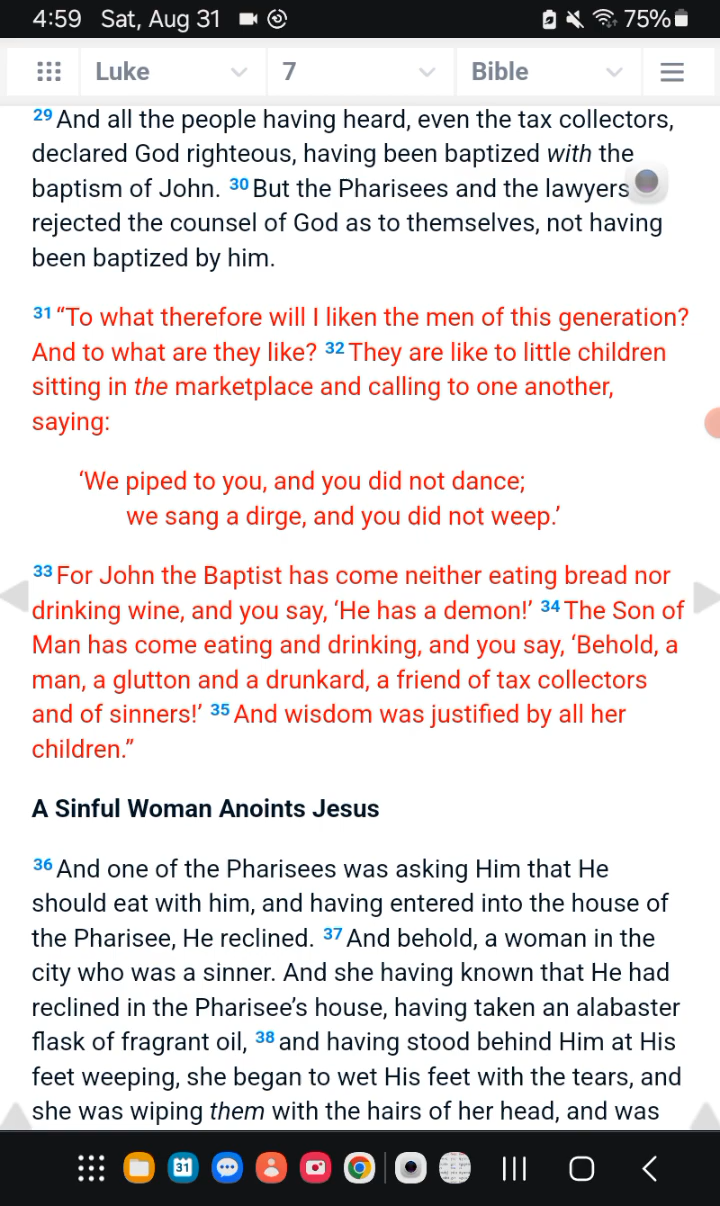 4:59 Sat, Aug 31 75%
Luke 7 Bible
29 And all the people having heard, even the tax collectors,
declared God righteous, having been baptized with the
baptism of John. 30 But the Pharisees and the lawyers
rejected the counsel of God as to themselves, not having
been baptized by him.
31 “To what therefore will I liken the men of this generation?
And to what are they like? 32 They are like to little children
sitting in the marketplace and calling to one another,
saying:
‘We piped to you, and you did not dance;
we sang a dirge, and you did not weep.’
33 For John the Baptist has come neither eating bread nor
drinking wine, and you say, ‘He has a demon!’ 34 The Son of
Man has come eating and drinking, and you say, ‘Behold, a
man, a glutton and a drunkard, a friend of tax collectors
and of sinners!’ 35 And wisdom was justified by all her
children.”
A Sinful Woman Anoints Jesus
36 And one of the Pharisees was asking Him that He
should eat with him, and having entered into the house of
the Pharisee, He reclined. 37 And behold, a woman in the
city who was a sinner. And she having known that He had
reclined in the Pharisee’s house, having taken an alabaster
flask of fragrant oil, 38 and having stood behind Him at His
feet weeping, she began to wet His feet with the tears, and
she was wiping them with the hairs of her head, and was
31